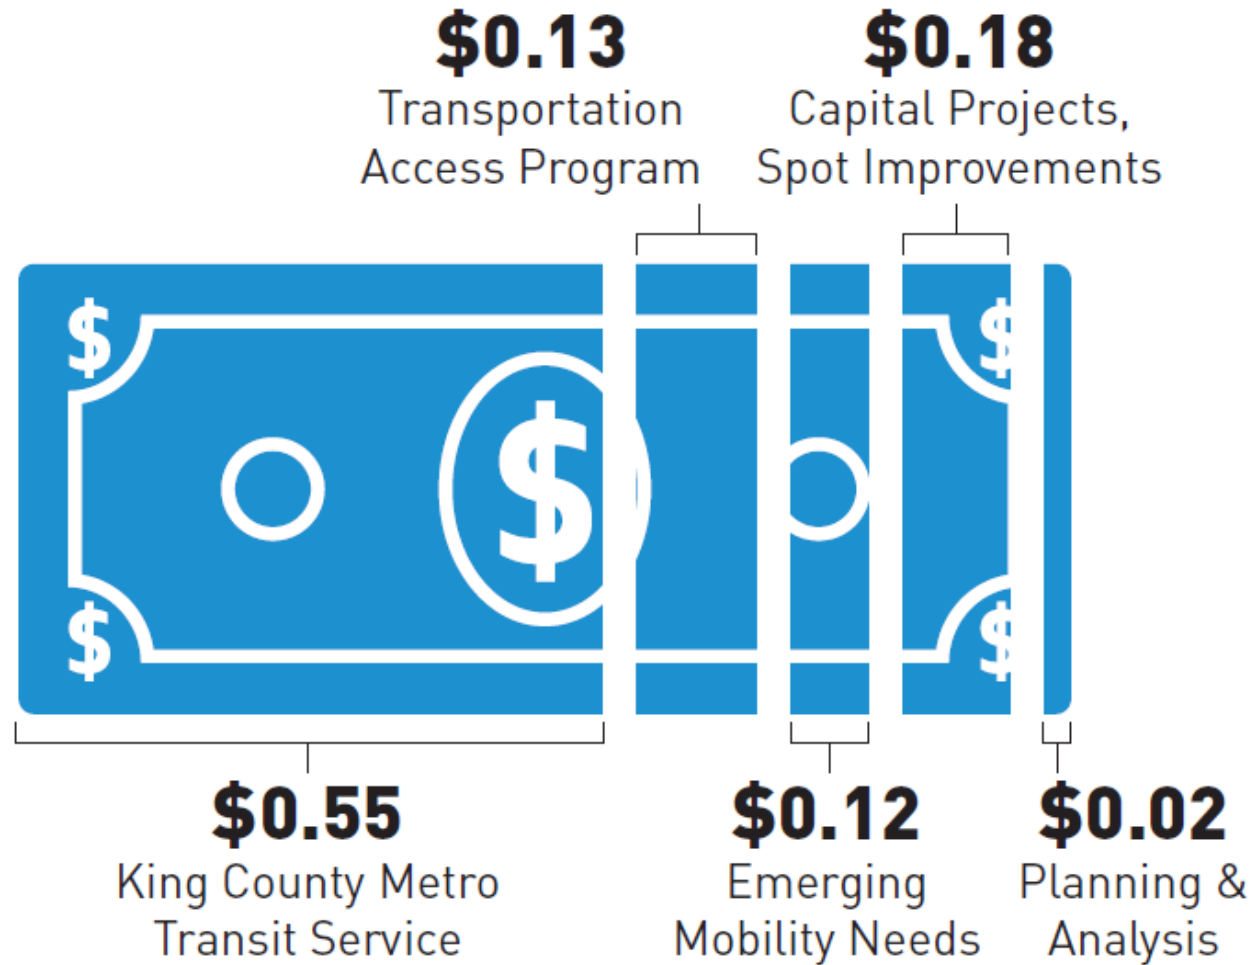 $0.13
Transportation
Access Program
$0.18
Capital Projects,
Spot Improvements
$
$
$
$
$
$0.55
King County Metro
Transit Service
$0.12
Emerging
Mobility Needs
$0.02
Planning &
Analysis